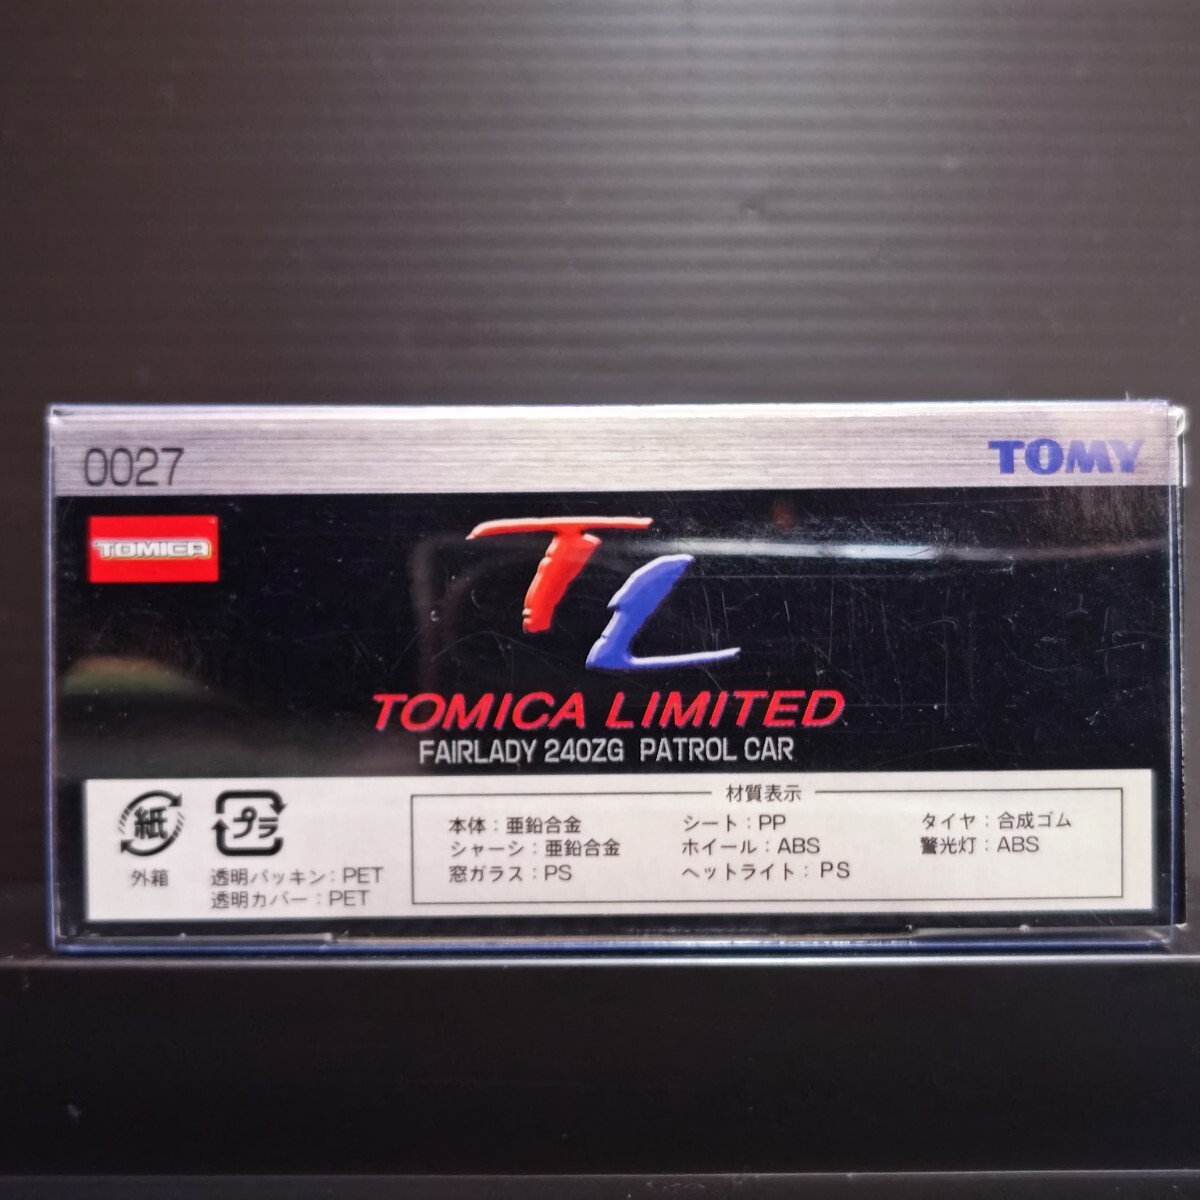 0027
TOMY
TOMICA
TL
TOMICA LIMITED
FAIRLADY 240ZG PATROL CAR
紙
外箱
プラ
透明パッキン：PET
透明カバー：PET
材質表示
本体：亜鉛合金
シャーシ：亜鉛合金
窓ガラス：PS
シート：PP
ホイール：ABS
ヘットライト：PS
タイヤ：合成ゴム
警光灯：ABS